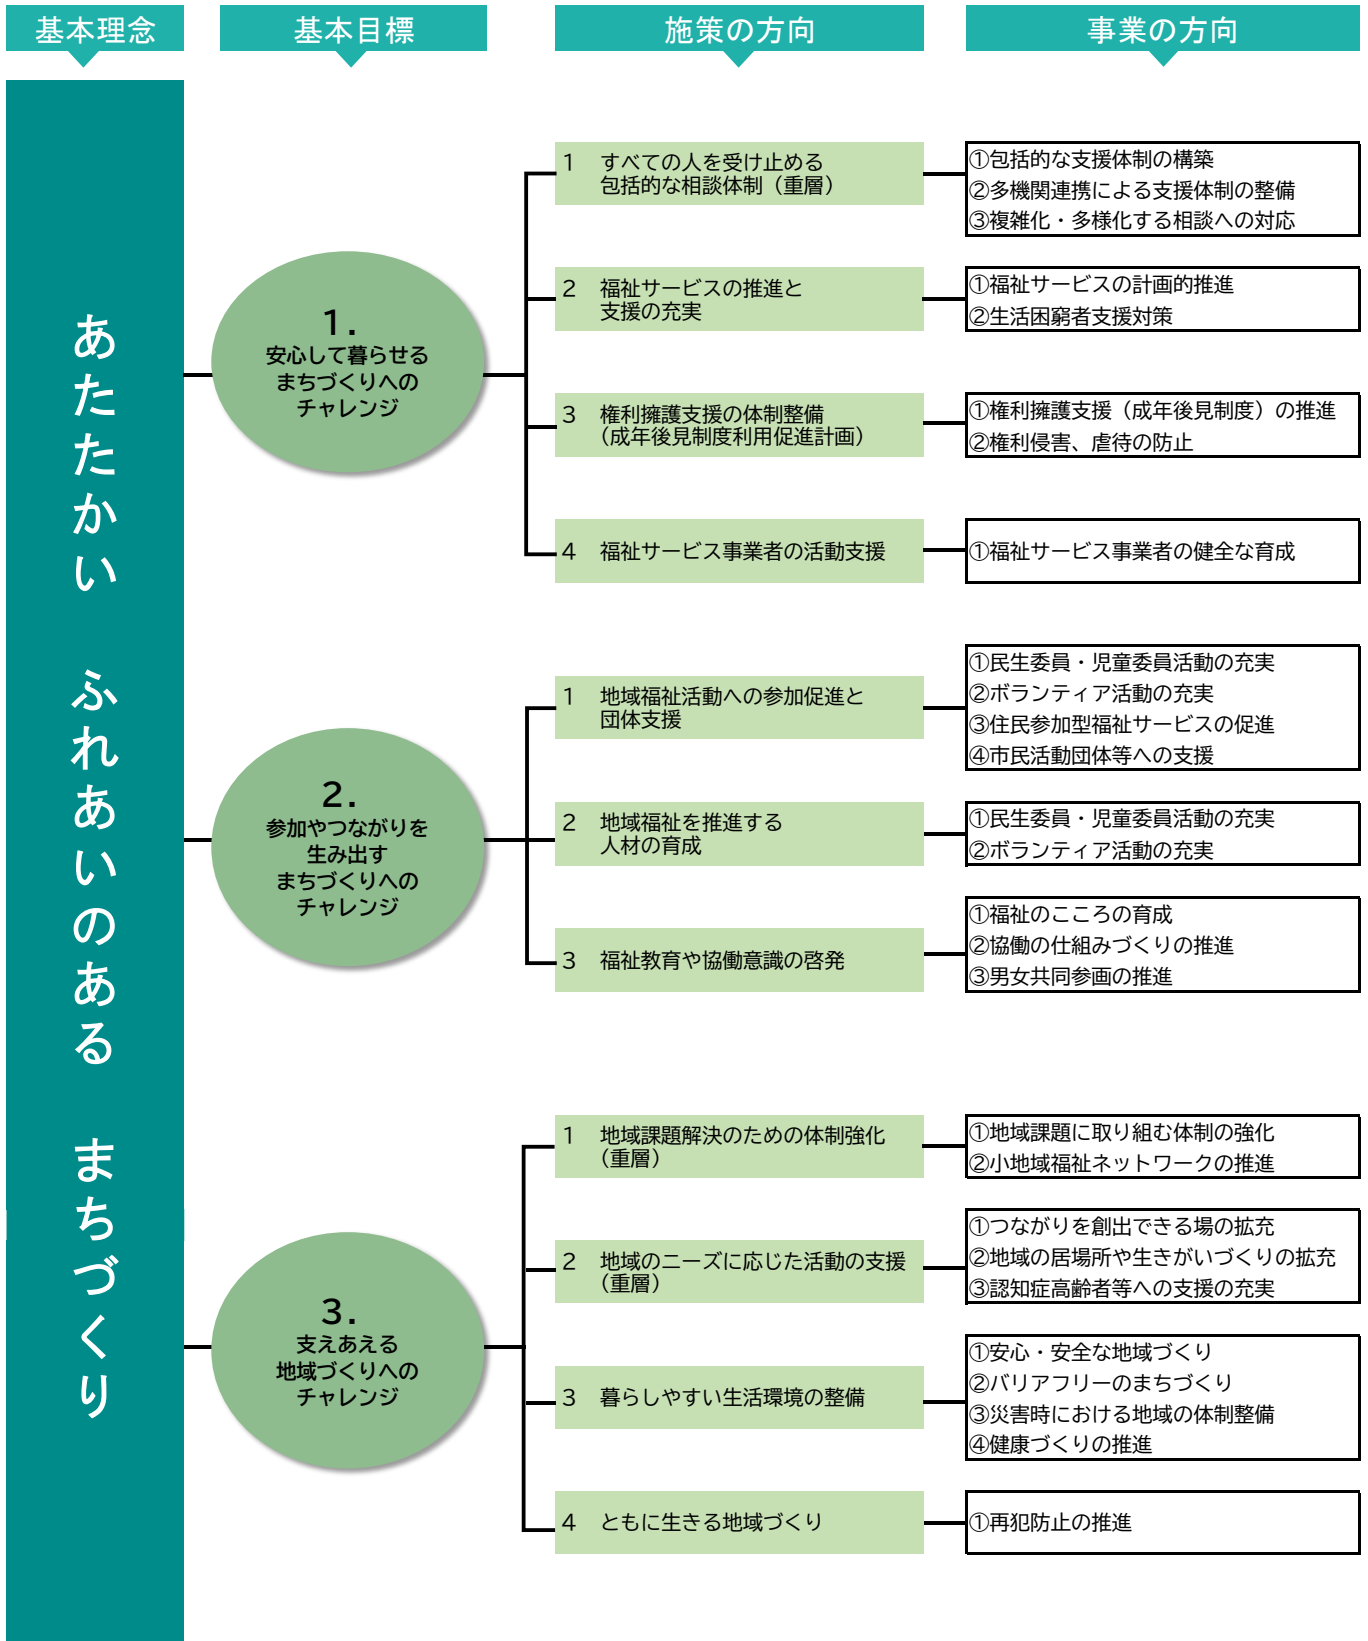 基本理念
基本目標
施策の方向
事業の方向
あたたかい　ふれあいのある　まちづくり
1.
安心して暮らせる
まちづくりへの
チャレンジ
1　すべての人を受け止める
包括的な相談体制（重層）
①包括的な支援体制の構築
②多機関連携による支援体制の整備
③複雑化・多様化する相談への対応
2　福祉サービスの推進と
支援の充実
①福祉サービスの計画的推進
②生活困窮者支援対策
3　権利擁護支援の体制整備
（成年後見制度利用促進計画）
①権利擁護支援（成年後見制度）の推進
②権利侵害、虐待の防止
4　福祉サービス事業者の活動支援
①福祉サービス事業者の健全な育成
2.
参加やつながりを
生み出す
まちづくりへの
チャレンジ
1　地域福祉活動への参加促進と
団体支援
①民生委員・児童委員活動の充実
②ボランティア活動の充実
③住民参加型福祉サービスの促進
④市民活動団体等への支援
2　地域福祉を推進する
人材の育成
①民生委員・児童委員活動の充実
②ボランティア活動の充実
3　福祉教育や協働意識の啓発
①福祉のこころの育成
②協働の仕組みづくりの推進
③男女共同参画の推進
3.
支えあえる
地域づくりへの
チャレンジ
1　地域課題解決のための体制強化
（重層）
①地域課題に取り組む体制の強化
②小地域福祉ネットワークの推進
2　地域のニーズに応じた活動の支援
（重層）
①つながりを創出できる場の拡充
②地域の居場所や生きがいづくりの拡充
③認知症高齢者等への支援の充実
3　暮らしやすい生活環境の整備
①安心・安全な地域づくり
②バリアフリーのまちづくり
③災害時における地域の体制整備
④健康づくりの推進
4　ともに生きる地域づくり
①再犯防止の推進